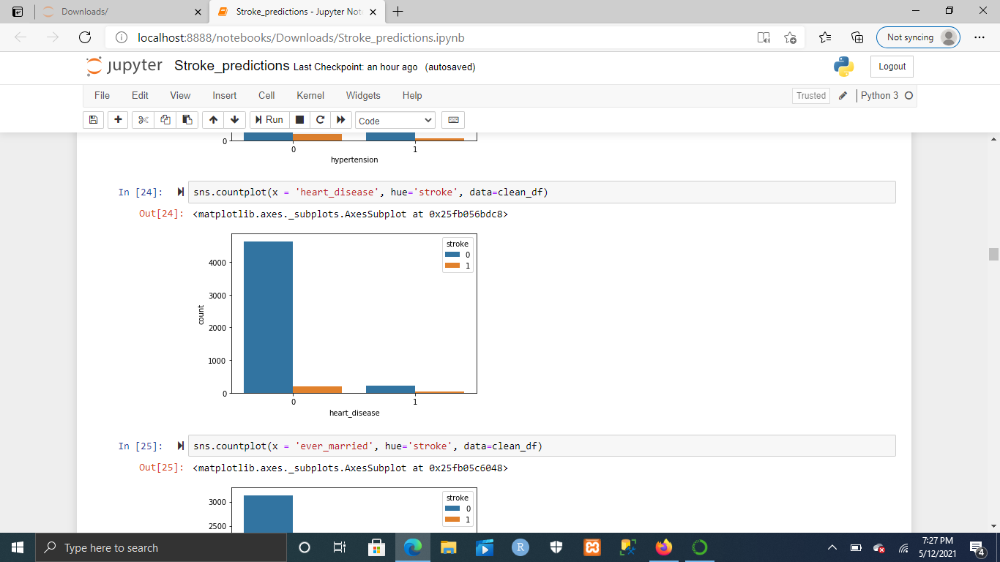 Downloads/
Stroke_predictions - Jupyter Not
localhost:8888/notebooks/Downloads/Stroke_predictions.ipynb
Not syncing
jupyter Stroke_predictions Last Checkpoint: an hour ago (autosaved)
Logout
File Edit View Insert Cell Kernel Widgets Help
Trusted
Python 3
Run
Code
0
0 1
hypertension
In [24]: sns.countplot(x = 'heart_disease', hue='stroke', data=clean_df)
Out[24]: <matplotlib.axes._subplots.AxesSubplot at 0x25fb056bdc8>
stroke
0
1
4000
3000
2000
1000
0
count
0 1
heart_disease
In [25]: sns.countplot(x = 'ever_married', hue='stroke', data=clean_df)
Out[25]: <matplotlib.axes._subplots.AxesSubplot at 0x25fb05c6048>
stroke
0
1
3000
2500
Type here to search
R
7:27 PM
5/12/2021
4